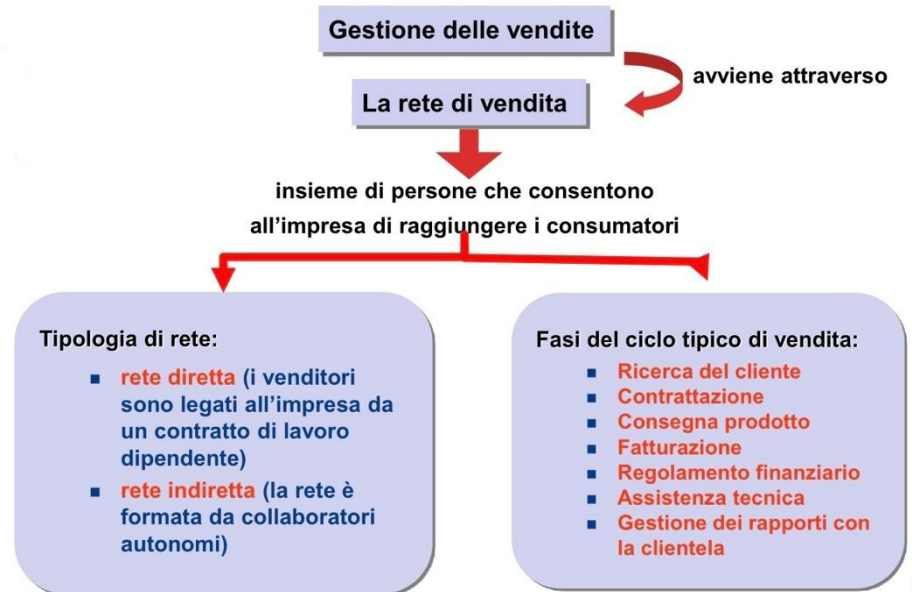 Gestione delle vendite
avviene attraverso
La rete di vendita
insieme di persone che consentono
all'impresa di raggiungere i consumatori
Tipologia di rete:
rete diretta (i venditori
sono legati all'impresa da
un contratto di lavoro
dipendente)
rete indiretta (la rete è
formata da collaboratori
autonomi)
Fasi del ciclo tipico di vendita:
Ricerca del cliente
Contrattazione
Consegna prodotto
Fatturazione
Regolamento finanziario
Assistenza tecnica
Gestione dei rapporti con
la clientela